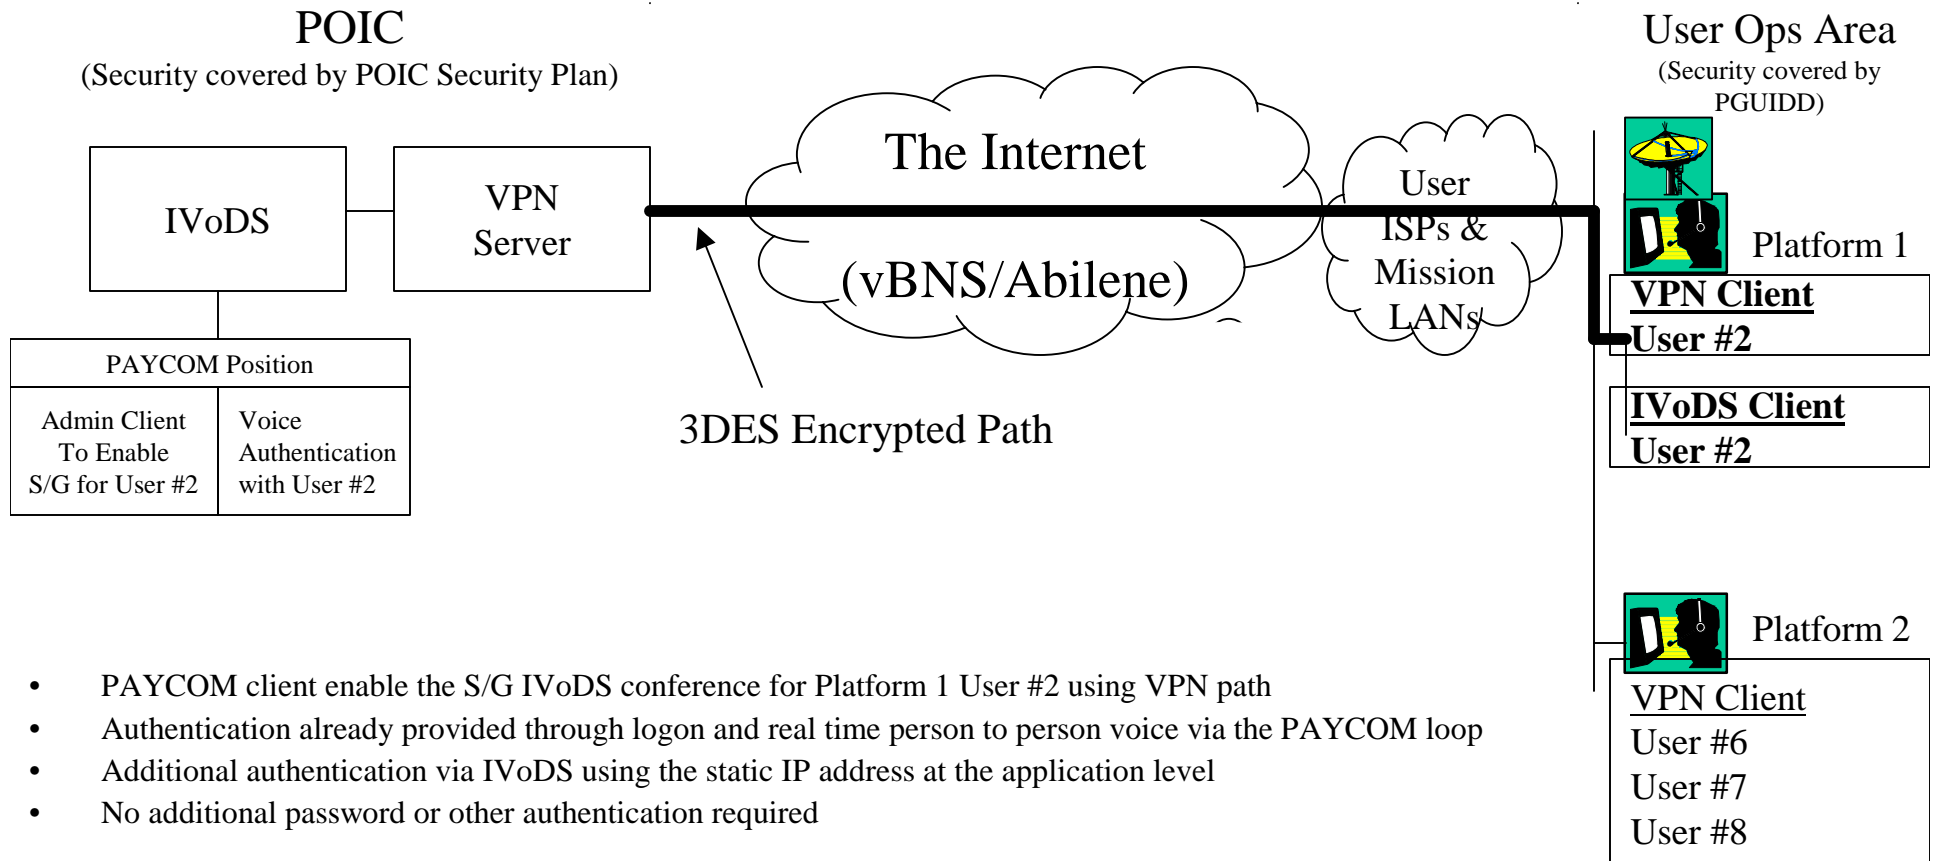 POIC
(Security covered by POIC Security Plan)
User Ops Area
(Security covered by
PGUIDD)
IVoDS
VPN
Server
The Internet
(vBNS/Abilene)
User
ISPs &
Mission
LANs
Platform 1
VPN Client
User #2
IVoDS Client
User #2
PAYCOM Position
Admin Client
To Enable
S/G for User #2
Voice
Authentication
with User #2
3DES Encrypted Path
Platform 2
VPN Client
User #6
User #7
User #8
• PAYCOM client enable the S/G IVoDS conference for Platform 1 User #2 using VPN path
• Authentication already provided through logon and real time person to person voice via the PAYCOM loop
• Additional authentication via IVoDS using the static IP address at the application level
• No additional password or other authentication required